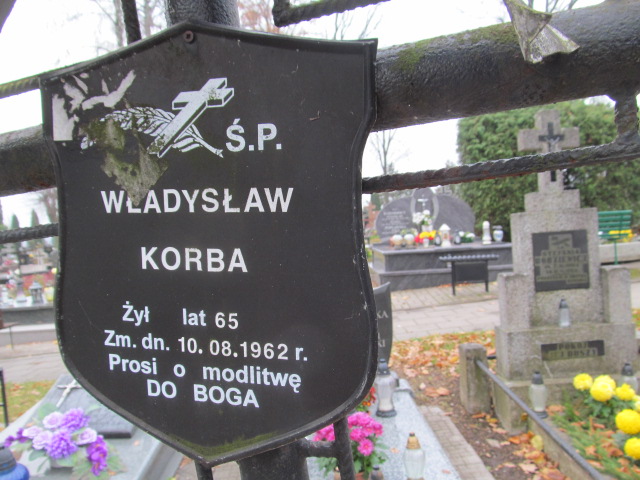 Ś.P.
WŁADYSŁAW
KORBA
Żył lat 65
Zm. dn. 10.08.1962 r.
Prosi o modlitwę
DO BOGA